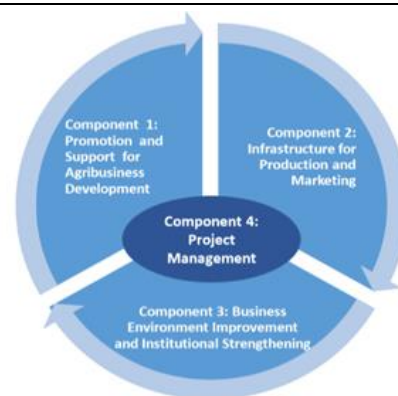 Component 1:
Promotion and
Support for
Agribusiness
Development
Component 2:
Infrastructure for
Production and
Marketing
Component 4:
Project
Management
Component 3: Business
Environment Improvement
and Institutional Strengthening